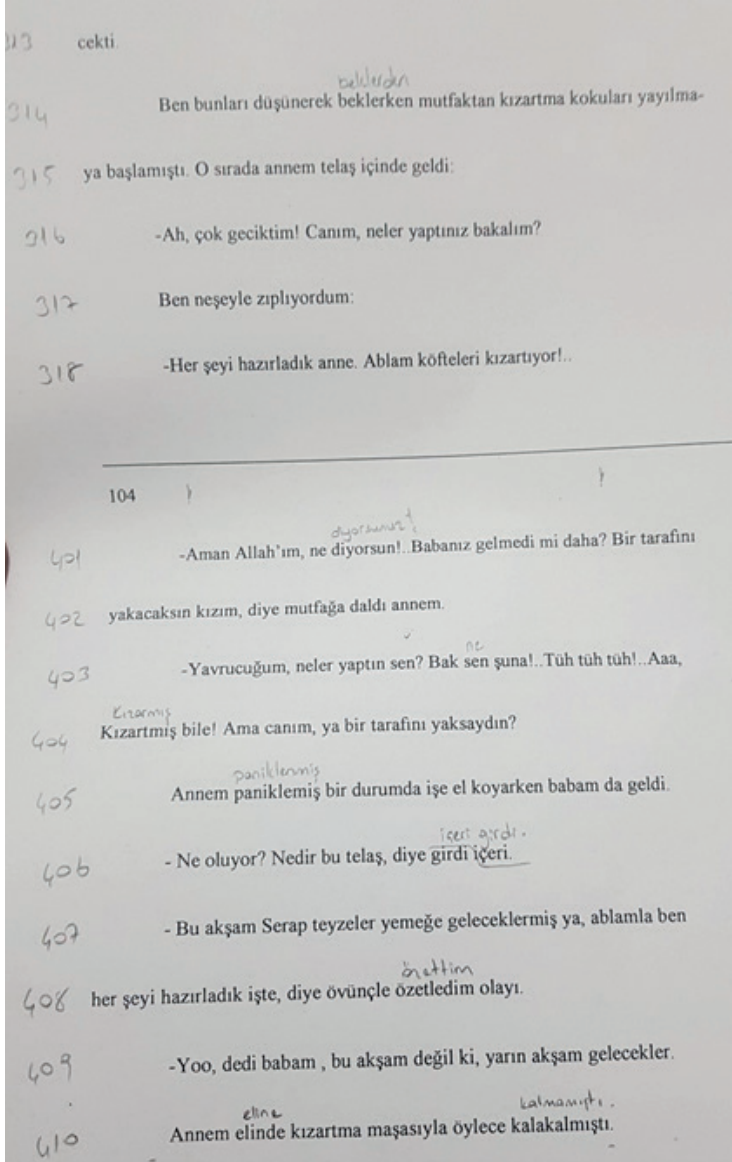 313 cekti.
beklerden
314 Ben bunları düşünerek beklerken mutfaktan kızartma kokuları yayılma-
315 ya başlamıştı. O sırada annem telaş içinde geldi:
316 -Ah, çok geciktim! Canım, neler yaptınız bakalım?
317 Ben neşeyle zıplıyordum:
318 -Her şeyi hazırladık anne. Ablam köfteleri kızartıyor!..
104
diyorsunuz!
401 -Aman Allah'ım, ne diyorsun!..Babanız gelmedi mi daha? Bir tarafını
402 yakacaksın kızım, diye mutfağa daldı annem.
ne
403 -Yavrucuğum, neler yaptın sen? Bak sen şuna!..Tüh tüh tüh!..Aaa,
Kızarmış
404 Kızartmış bile! Ama canım, ya bir tarafını yaksaydın?
paniklenmiş
405 Annem paniklemiş bir durumda işe el koyarken babam da geldi.
içeri girdi.
406 - Ne oluyor? Nedir bu telaş, diye girdi içeri.
407 - Bu akşam Serap teyzeler yemeğe geleceklermiş ya, ablamla ben
408 her şeyi hazırladık işte, diye övünçle özetledim olayı.
409 -Yoo, dedi babam , bu akşam değil ki, yarın akşam gelecekler.
eline kalmamıştı.
410 Annem elinde kızartma maşasıyla öylece kalakalmıştı.